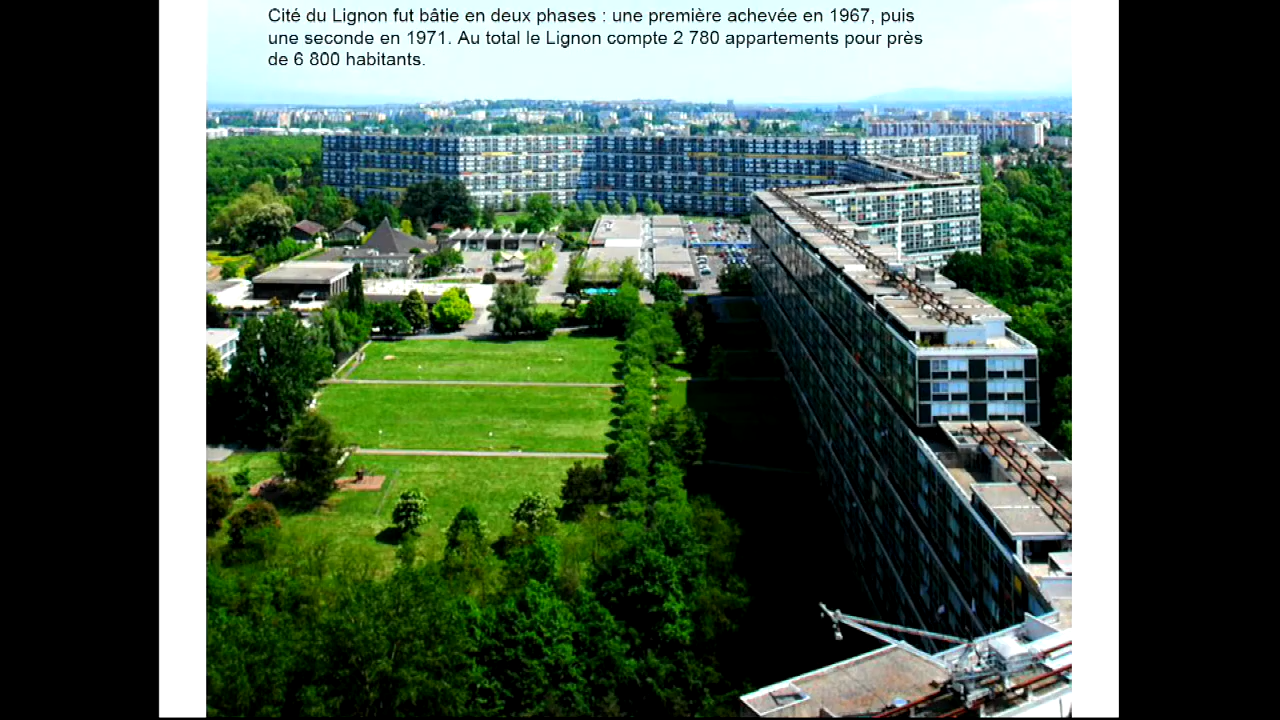 Cité du Lignon fut bâtie en deux phases : une première achevée en 1967, puis
une seconde en 1971. Au total le Lignon compte 2 780 appartements pour près
de 6 800 habitants.